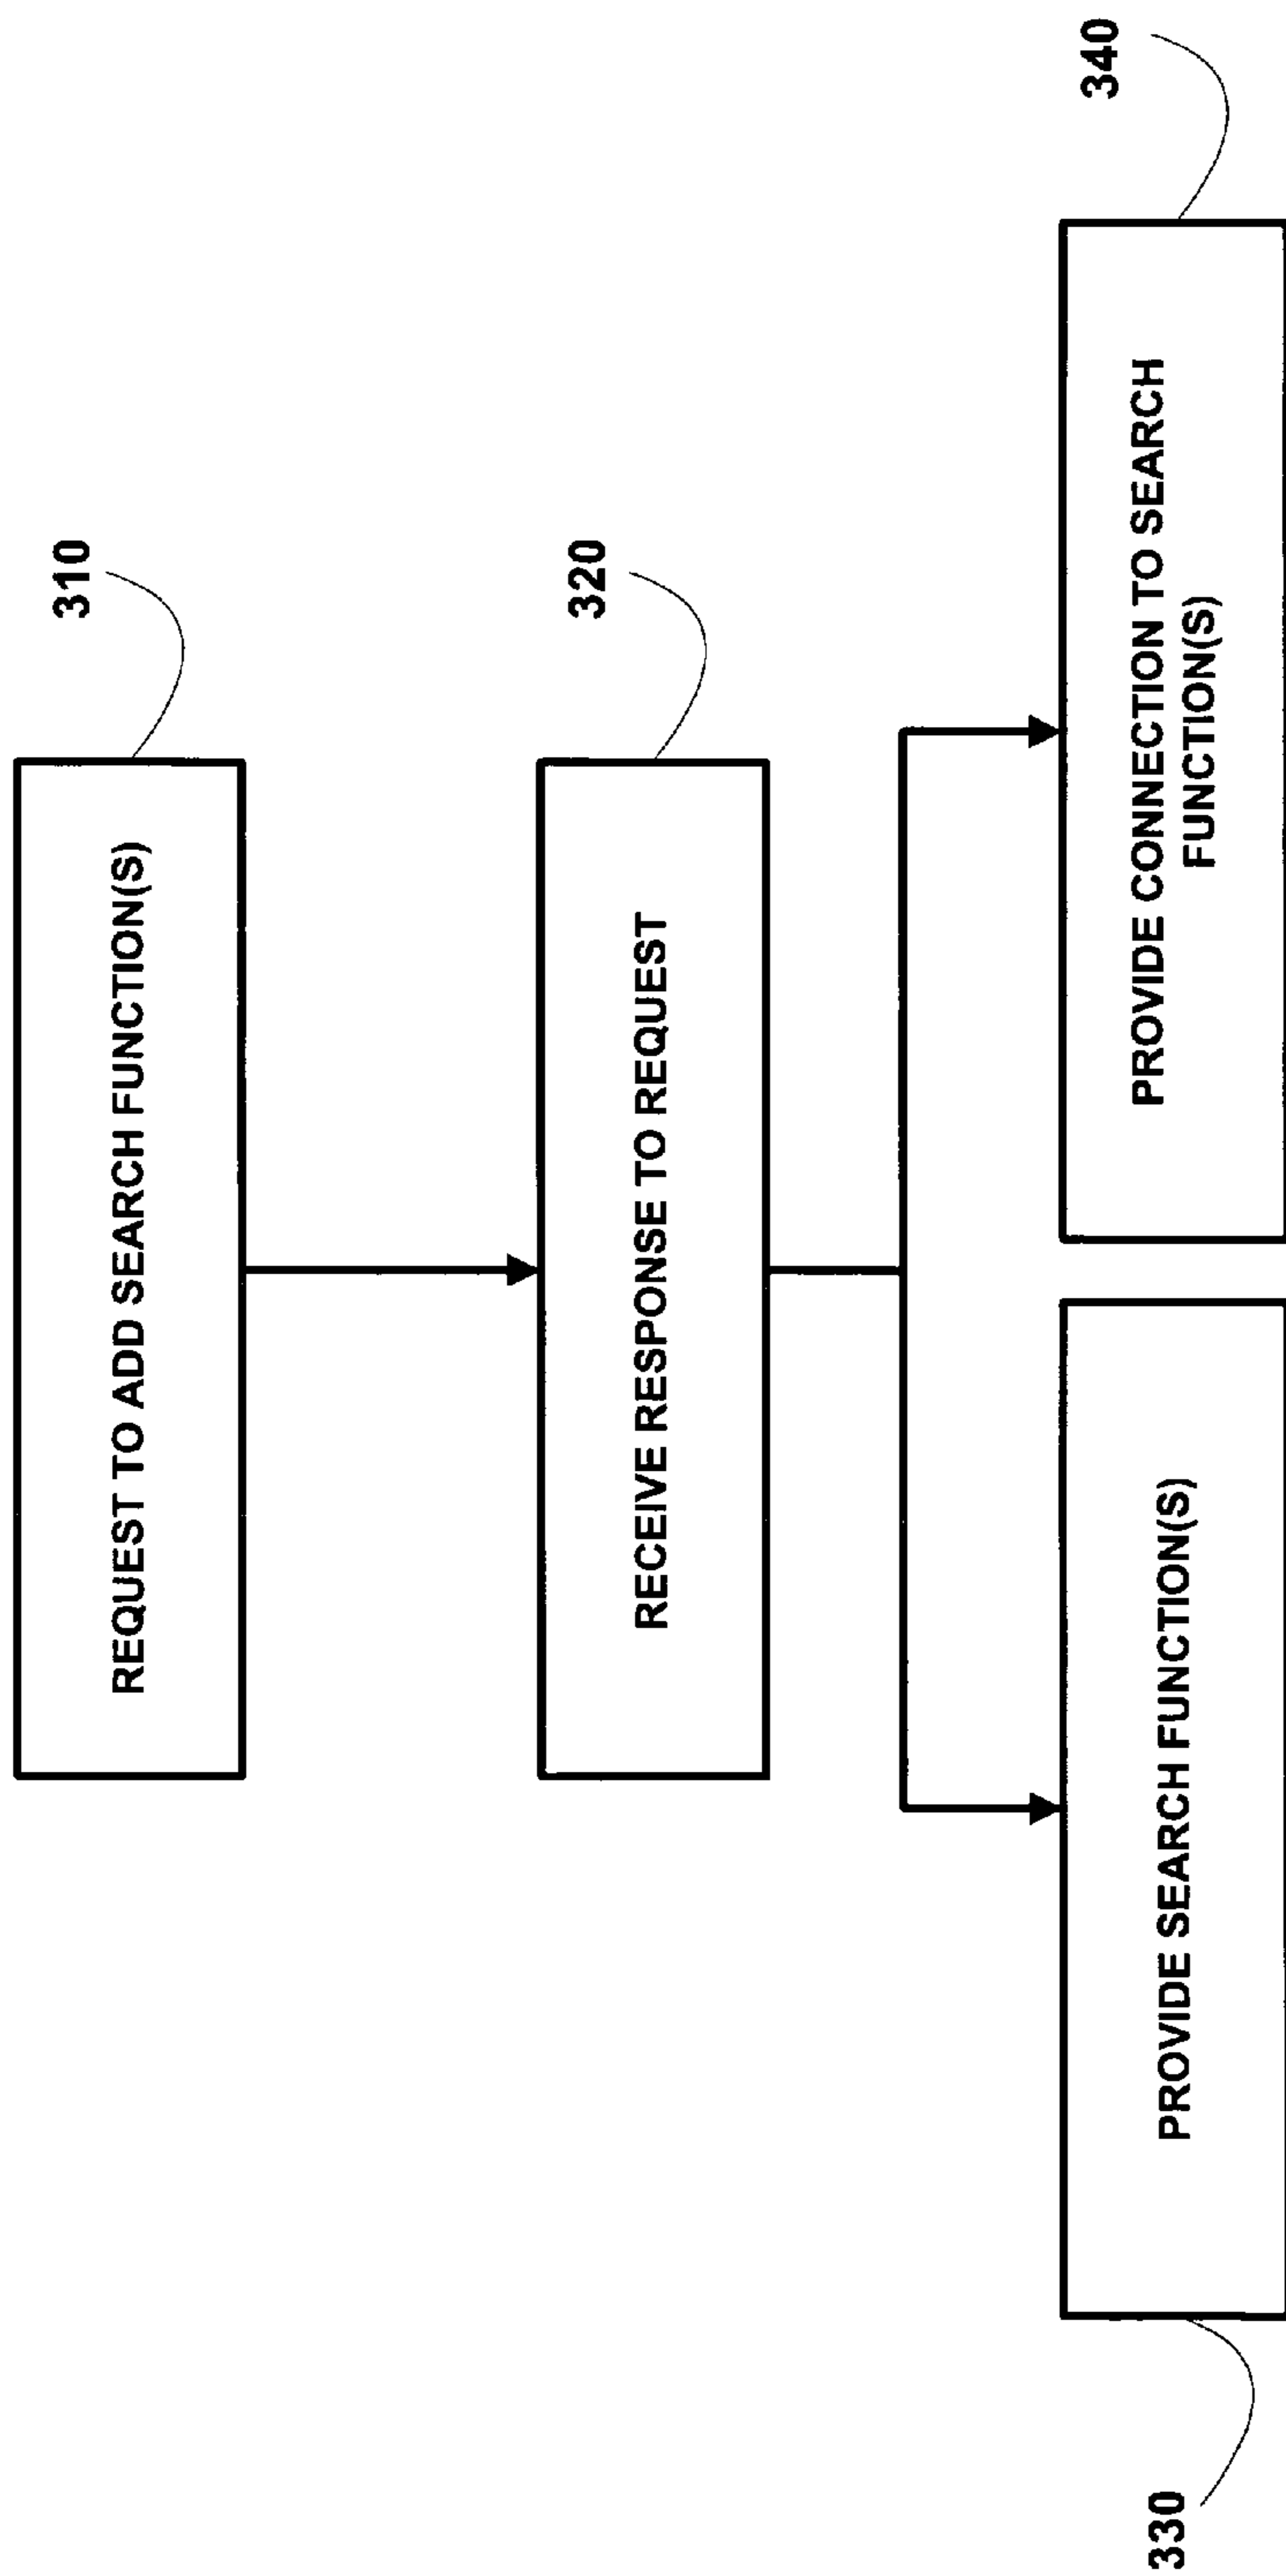 310
REQUEST TO ADD SEARCH FUNCTION(S)
320
RECEIVE RESPONSE TO REQUEST
340
330
PROVIDE SEARCH FUNCTION(S)
PROVIDE CONNECTION TO SEARCH
FUNCTION(S)